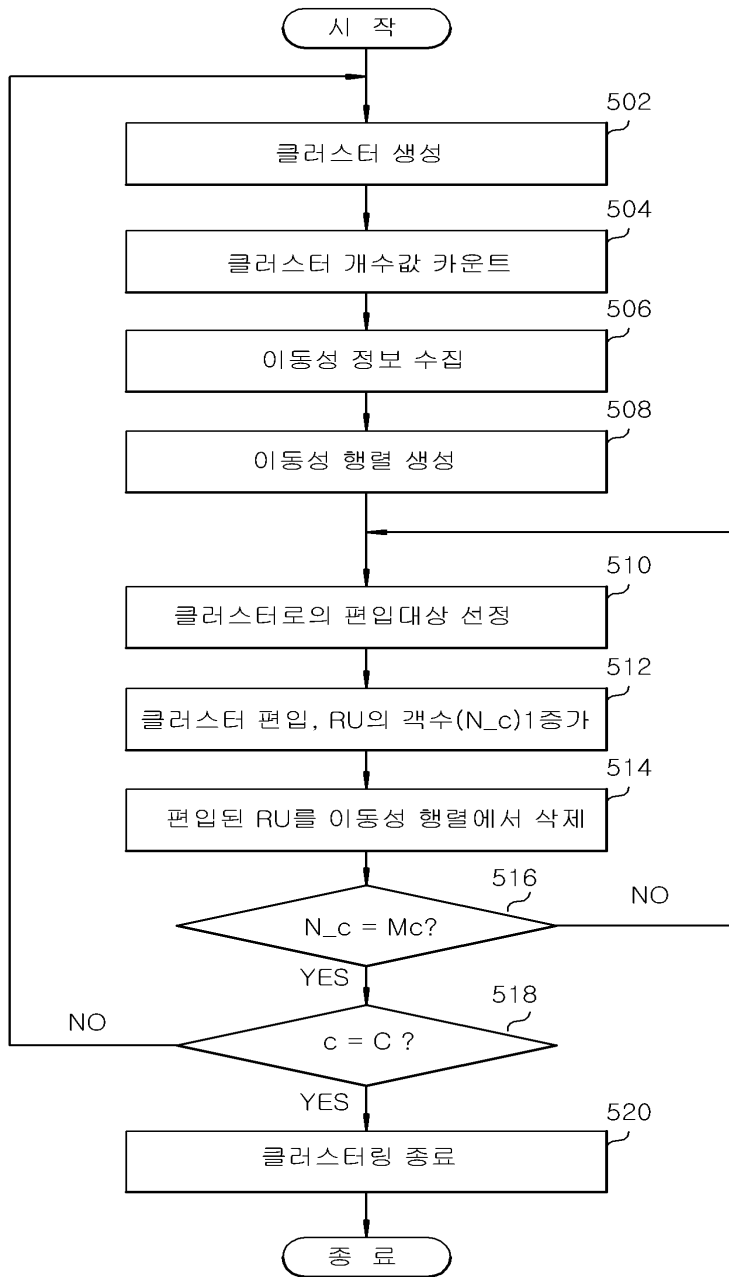 시 작
502
클러스터 생성
504
클러스터 개수값 카운트
506
이동성 정보 수집
508
이동성 행렬 생성
510
클러스터로의 편입대상 선정
512
클러스터 편입, RU의 객수(N_c)1증가
514
편입된 RU를 이동성 행렬에서 삭제
516
N_c = Mc?
NO
YES
518
NO
c = C ?
YES
520
클러스터링 종료
종 료